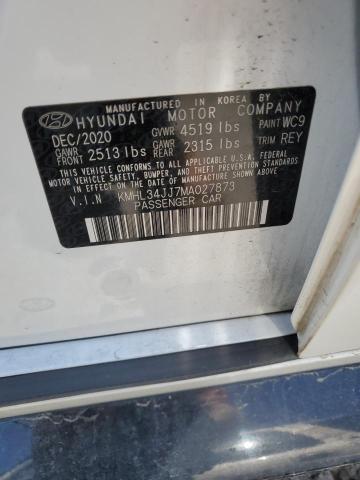 MANUFACTURED IN KOREA BY
HYUNDAI MOTOR COMPANY
DEC/2020 GVWR 4519 lbs PAINT WC9
GAWR FRONT 2513 lbs GAWR REAR 2315 lbs TRIM REY
THIS VEHICLE CONFORMS TO ALL APPLICABLE U.S.A. FEDERAL
MOTOR VEHICLE SAFETY, BUMPER, AND THEFT PREVENTION
STANDARDS IN EFFECT ON THE DATE OF MANUFACTURE SHOWN ABOVE.
V.I.N KMHL34JJ7MA027873
PASSENGER CAR